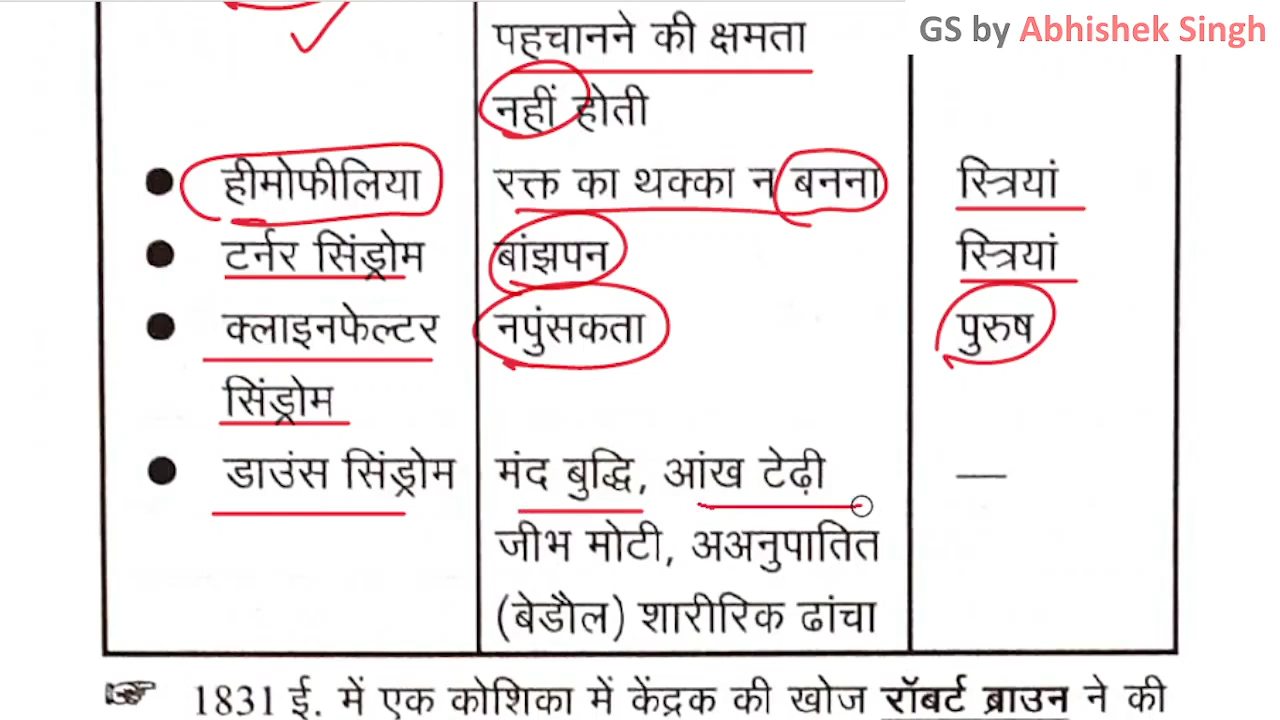 GS by Abhishek Singh
पहचानने की क्षमता
नहीं होती
● हीमोफीलिया रक्त का थक्का न बनना स्त्रियां
● टर्नर सिंड्रोम बांझपन स्त्रियां
● क्लाइनफेल्टर नपुंसकता पुरुष
सिंड्रोम
● डाउंस सिंड्रोम मंद बुद्धि, आंख टेढ़ी —
जीभ मोटी, अअनुपातित
(बेडौल) शारीरिक ढांचा
☞ 1831 ई. में एक कोशिका में केंद्रक की खोज रॉबर्ट ब्राउन ने की